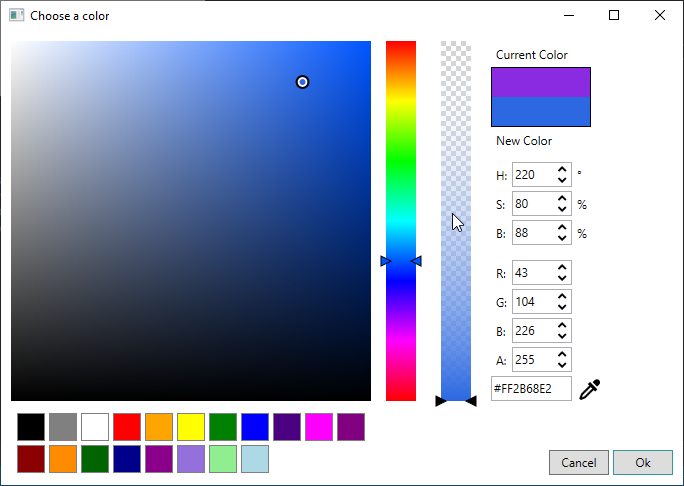 Choose a color
Current Color
New Color
H: 220 °
S: 80 %
B: 88 %
R: 43
G: 104
B: 226
A: 255
#FF2B68E2
Cancel Ok